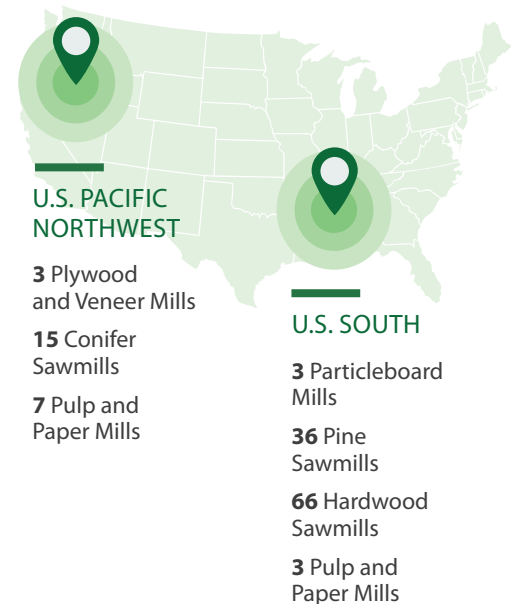 U.S. PACIFIC
NORTHWEST
3 Plywood
and Veneer Mills
15 Conifer
Sawmills
7 Pulp and
Paper Mills
U.S. SOUTH
3 Particleboard
Mills
36 Pine
Sawmills
66 Hardwood
Sawmills
3 Pulp and
Paper Mills